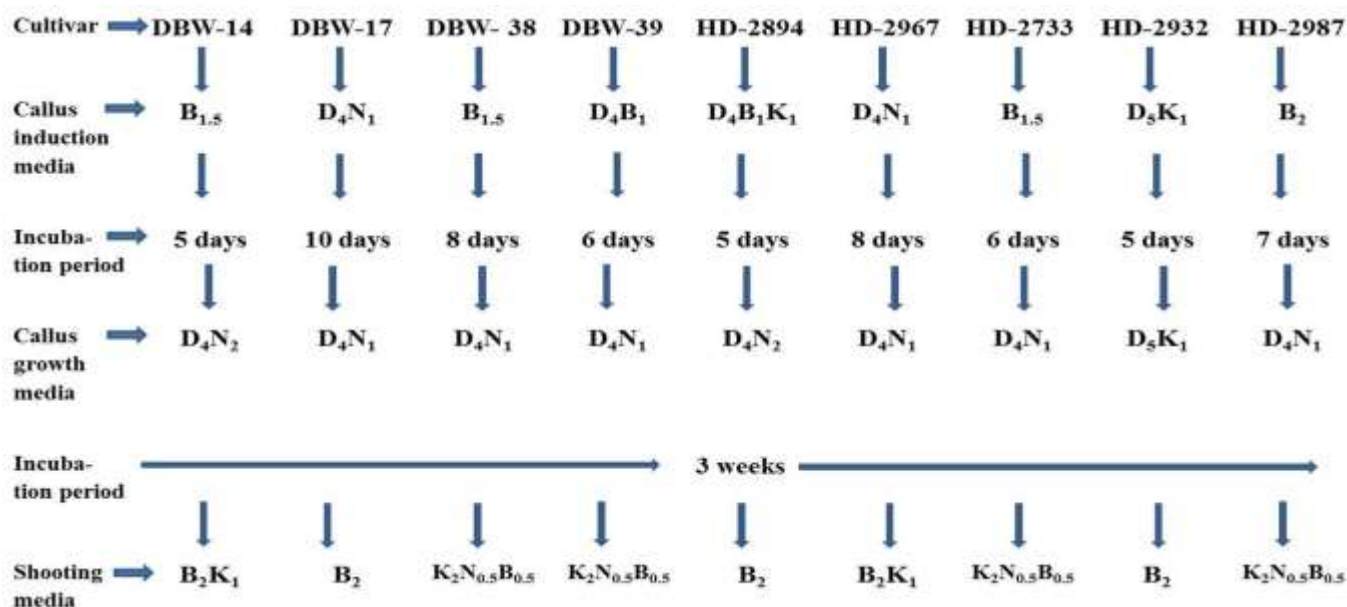 Cultivar DBW-14 DBW-17 DBW- 38 DBW-39 HD-2894 HD-2967 HD-2733 HD-2932 HD-2987
Callus B₁.₅ D₄N₁ B₁.₅ D₄B₁ D₄B₁K₁ D₄N₁ B₁.₅ D₅K₁ B₂
induction
media
Incuba- 5 days 10 days 8 days 6 days 5 days 8 days 6 days 5 days 7 days
tion period
Callus D₄N₂ D₄N₁ D₄N₁ D₄N₁ D₄N₂ D₄N₁ D₄N₁ D₅K₁ D₄N₁
growth
media
Incuba- 3 weeks
tion period
Shooting B₂K₁ B₂ K₂N₀.₅B₀.₅ K₂N₀.₅B₀.₅ B₂ B₂K₁ K₂N₀.₅B₀.₅ B₂ K₂N₀.₅B₀.₅
media